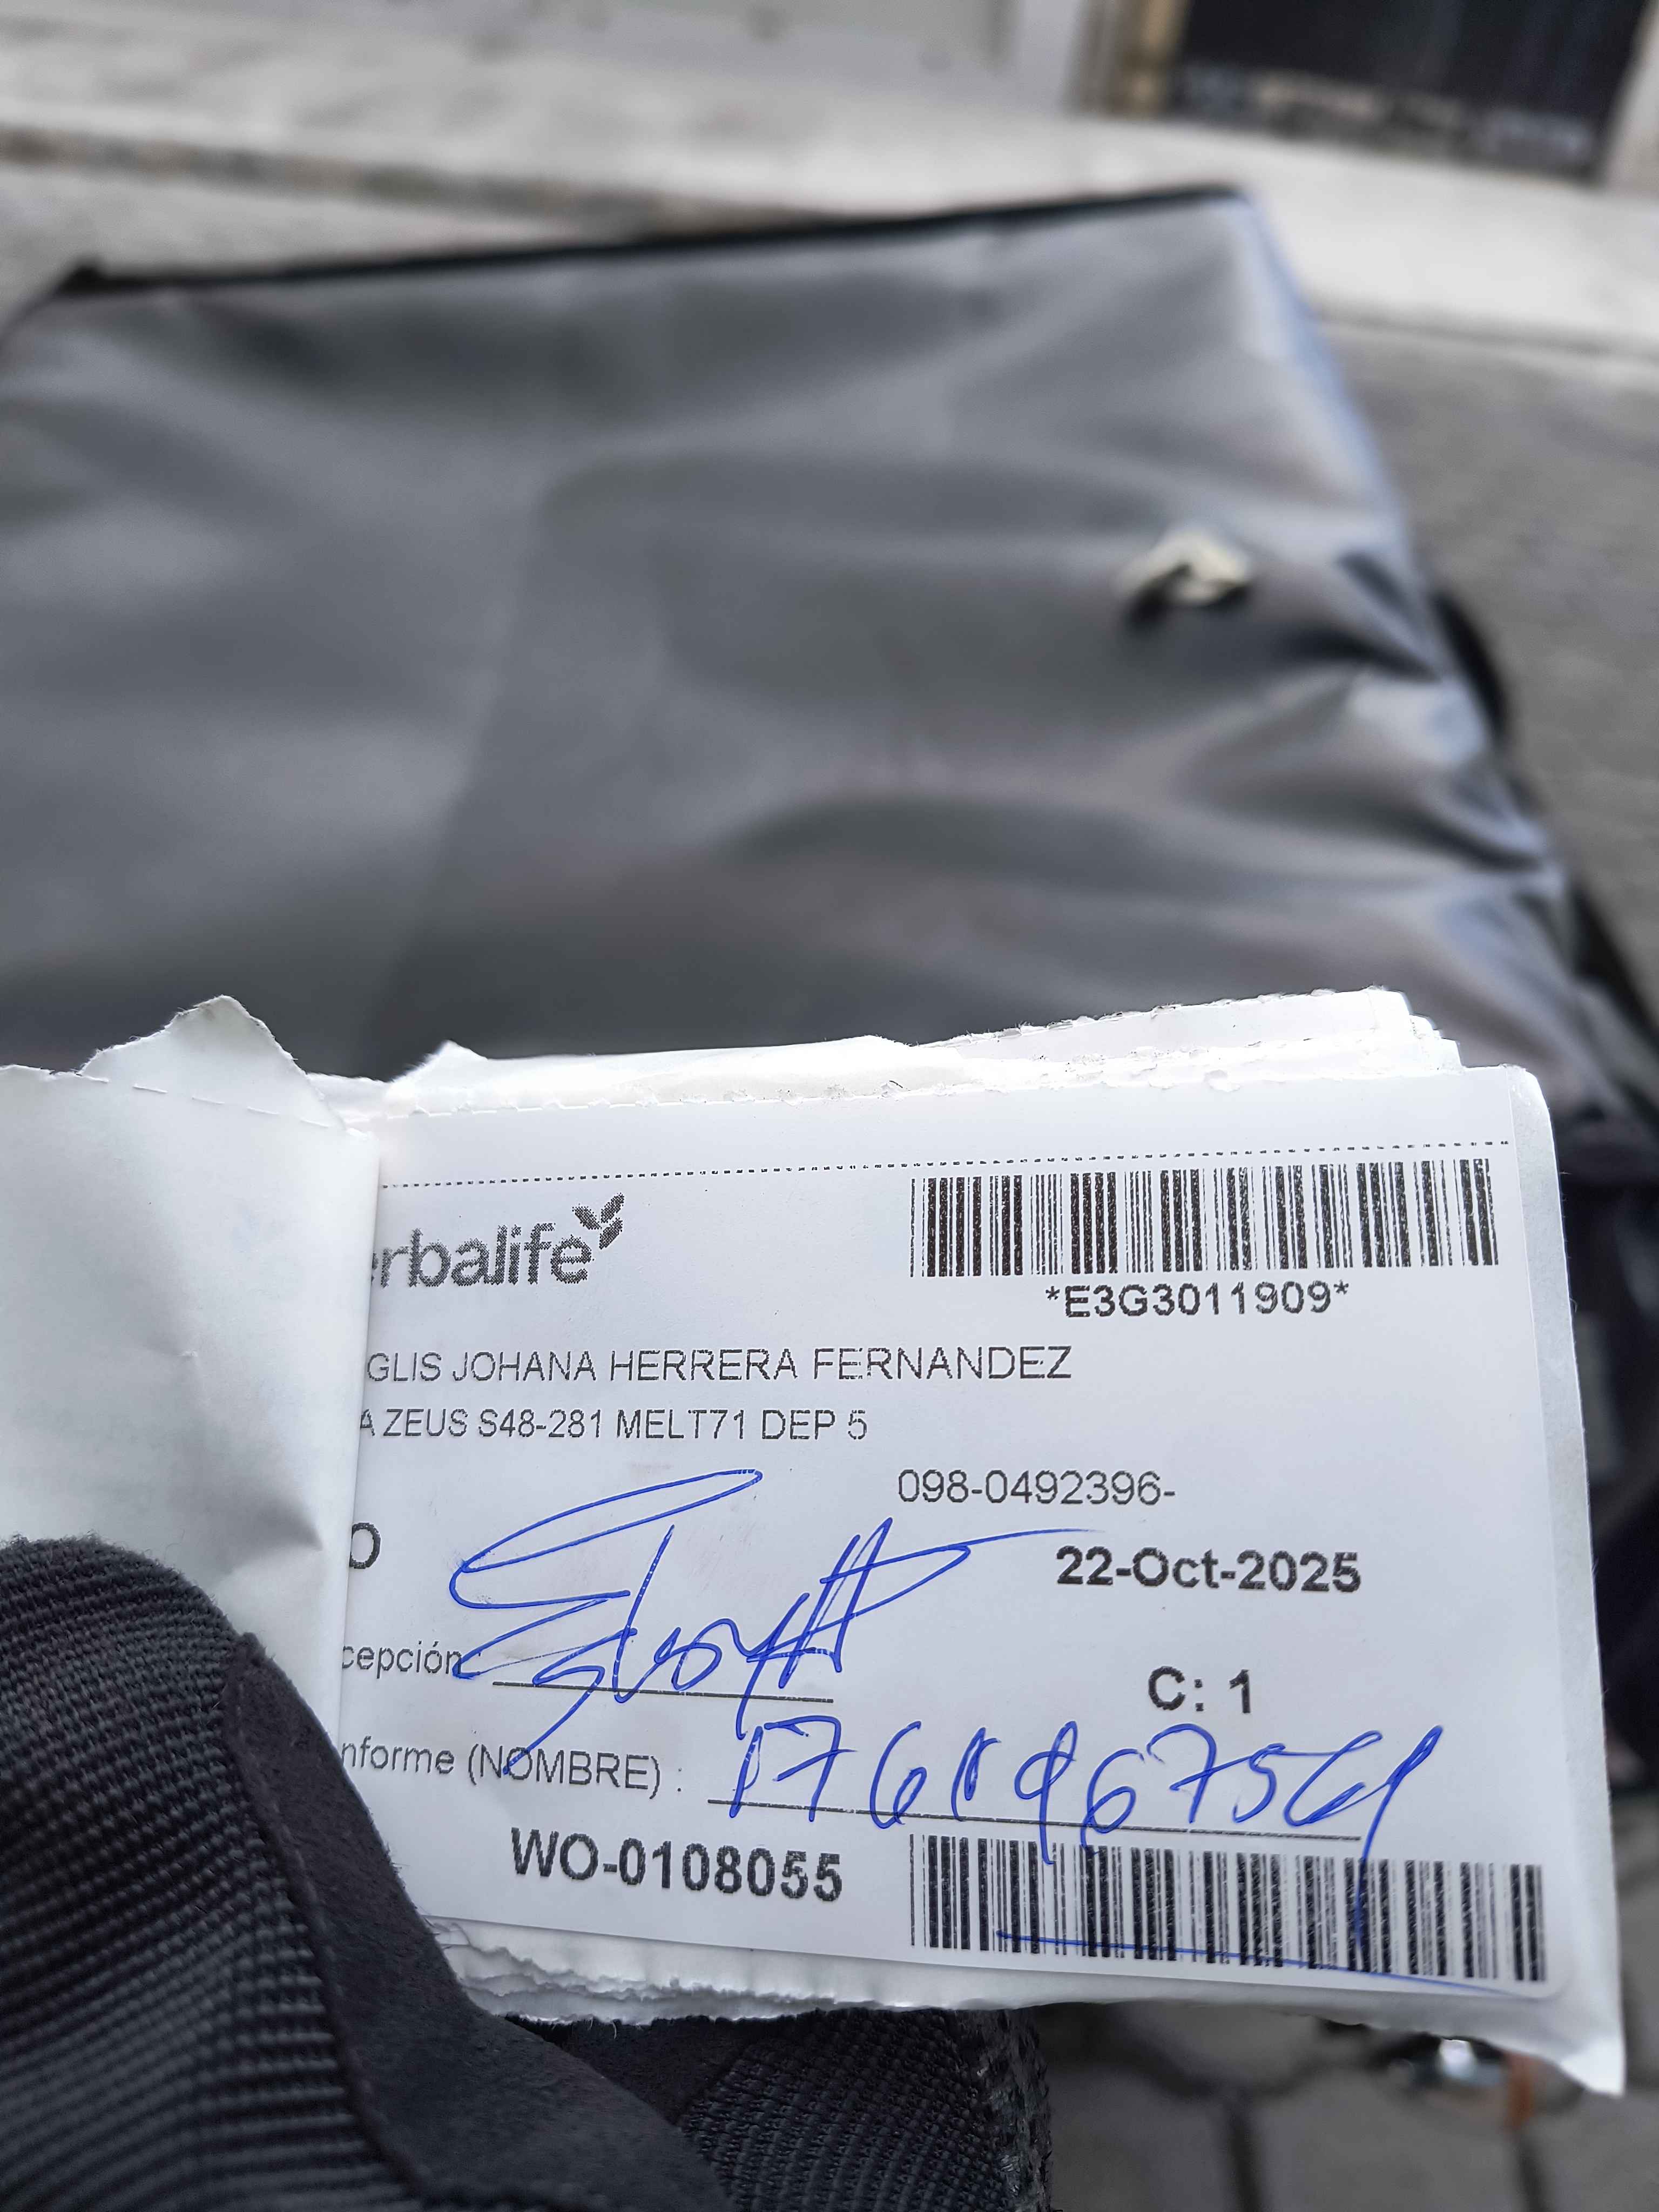 erbalife
*E3G3011909*
GLIS JOHANA HERRERA FERNANDEZ
A ZEUS S48-281 MELT71 DEP 5
098-0492396-
O
22-Oct-2025
cepción
C: 1
nforme (NOMBRE) :
WO-0108055